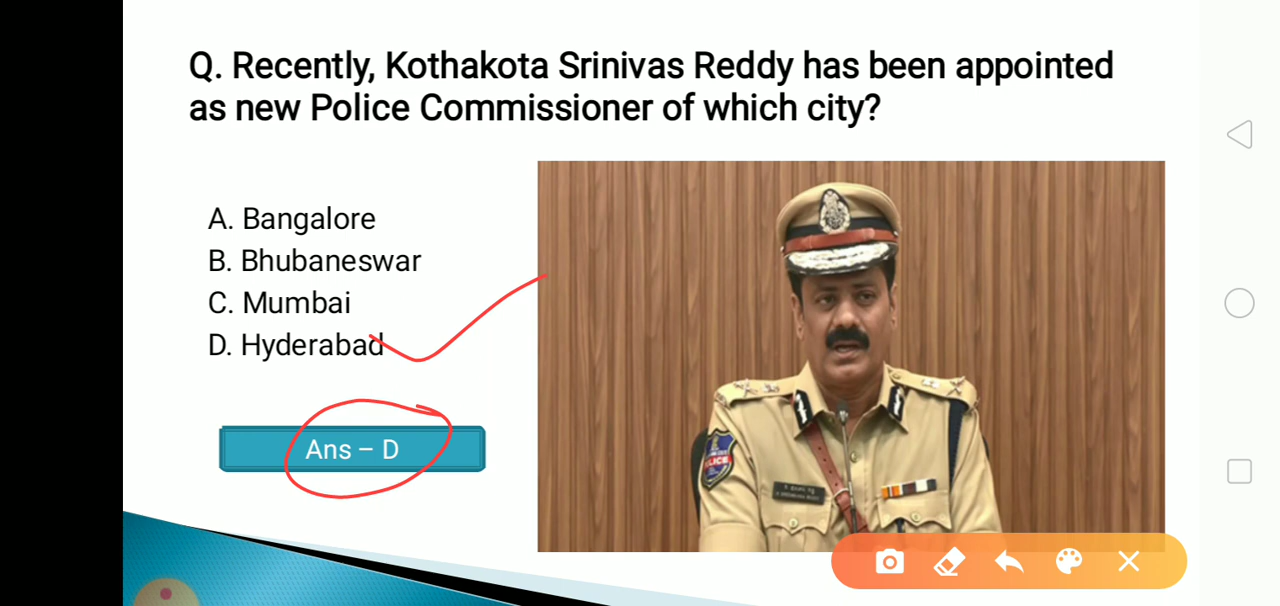 Q. Recently, Kothakota Srinivas Reddy has been appointed
as new Police Commissioner of which city?
A. Bangalore
B. Bhubaneswar
C. Mumbai
D. Hyderabad
Ans – D
POLICE